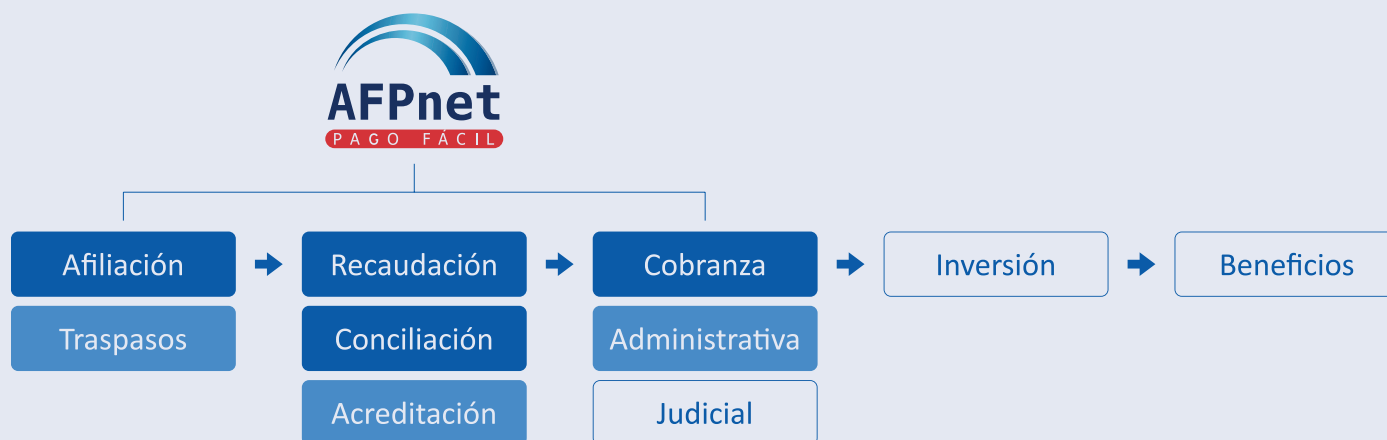 AFPnet
PAGO FÁCIL
Afiliación
Recaudación
Cobranza
Inversión
Beneficios
Traspasos
Conciliación
Administrativa
Acreditación
Judicial